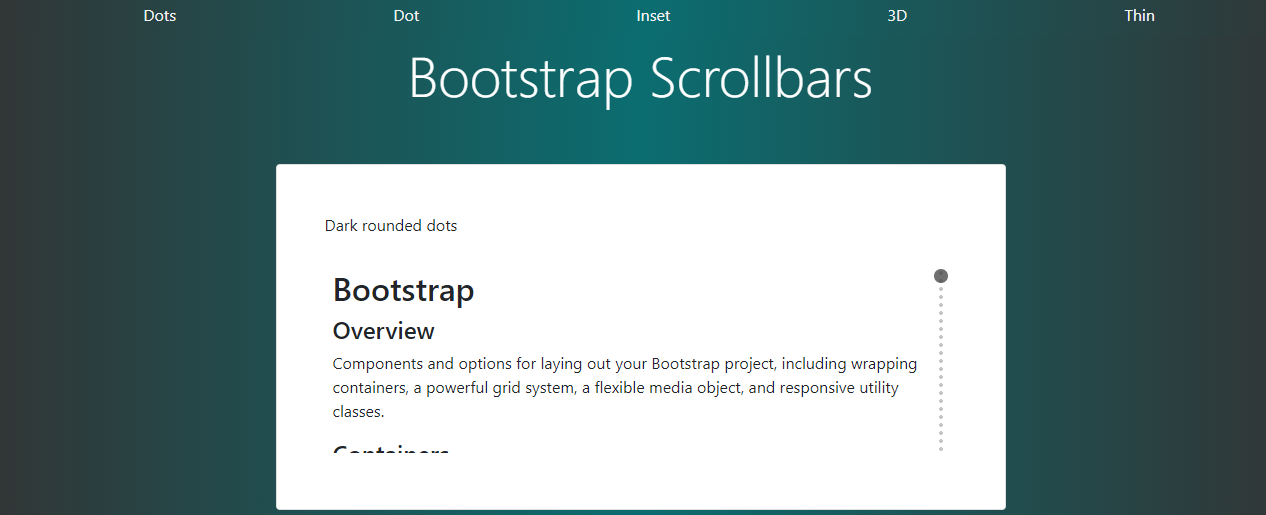 Dots Dot Inset 3D Thin
Bootstrap Scrollbars
Dark rounded dots
Bootstrap
Overview
Components and options for laying out your Bootstrap project, including wrapping
containers, a powerful grid system, a flexible media object, and responsive utility
classes.
Containers